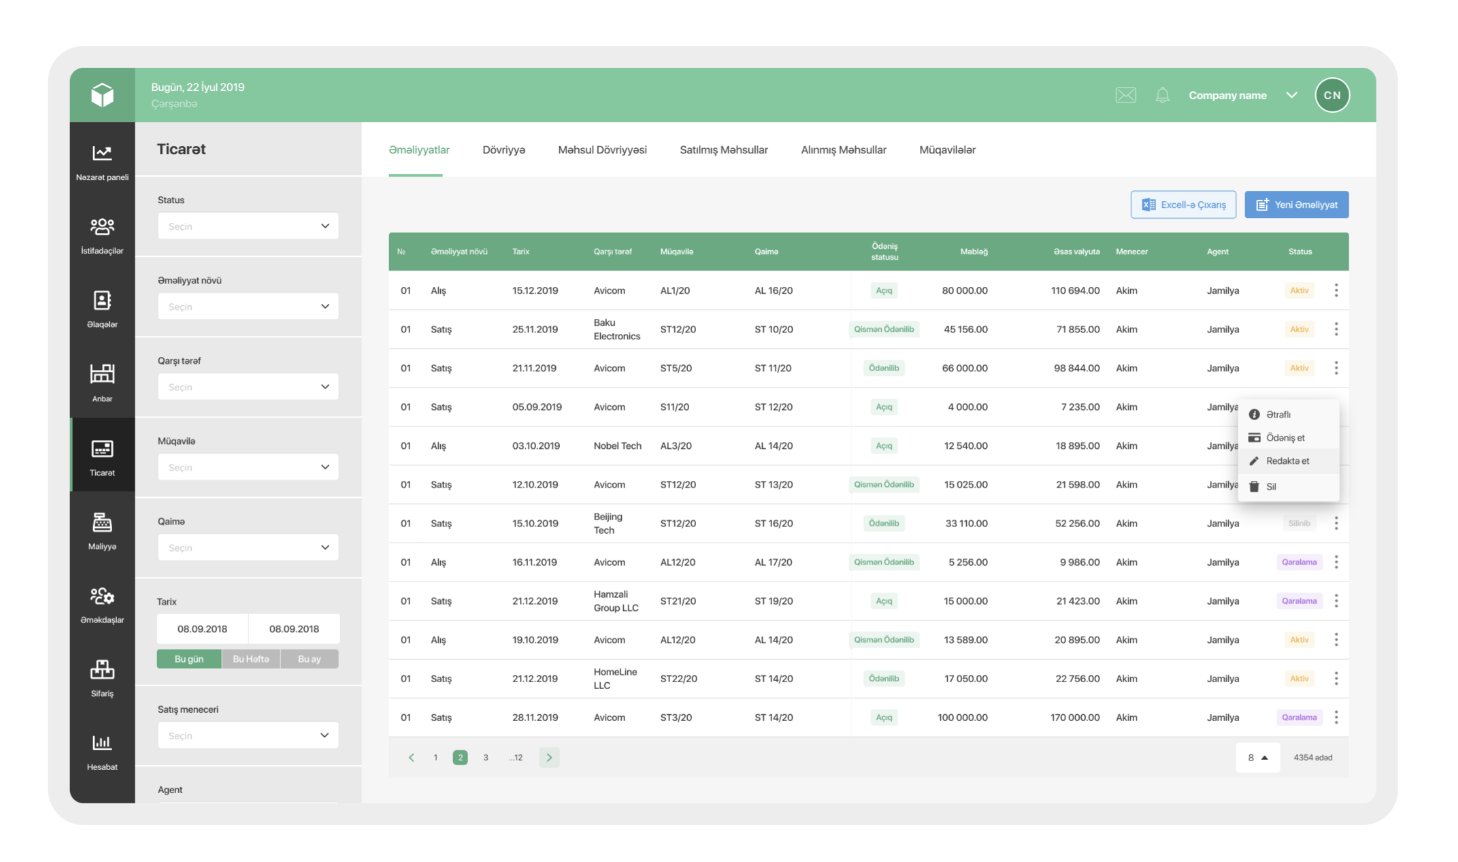 Bugün, 22 İyul 2019
Çərşənbə
Company name
CN
Nəzarət paneli
İstifadəçilər
Əlaqələr
Anbar
Ticarət
Maliyyə
Əməkdaşlar
Sifariş
Hesabat
Ticarət
Status
Seçin
Əməliyyat növü
Seçin
Qarşı tərəf
Seçin
Müqavilə
Seçin
Qaimə
Seçin
Tarix
08.09.2018 08.09.2018
Bu gün Bu Həftə Bu ay
Satış meneceri
Seçin
Agent
Əməliyyatlar Dövriyyə Məhsul Dövriyyəsi Satılmış Məhsullar Alınmış Məhsullar Müqavilələr
Excell-ə Çıxarış Yeni Əməliyyat
№ Əməliyyat növü Tarix Qarşı tərəf Müqavilə Qaimə Ödəniş statusu Məbləğ Əsas valyuta Menecer Agent Status
01 Alış 15.12.2019 Avicom AL1/20 AL 16/20 Açıq 80 000.00 110 694.00 Akim Jamilya Aktiv
01 Satış 25.11.2019 Baku Electronics ST12/20 ST 10/20 Qismən Ödənilib 45 156.00 71 855.00 Akim Jamilya Aktiv
01 Satış 21.11.2019 Avicom ST5/20 ST 11/20 Ödənilib 66 000.00 98 844.00 Akim Jamilya Aktiv
01 Satış 05.09.2019 Avicom S11/20 ST 12/20 Açıq 4 000.00 7 235.00 Akim Jamilya
01 Alış 03.10.2019 Nobel Tech AL3/20 AL 14/20 Açıq 12 540.00 18 895.00 Akim Jamilya
01 Satış 12.10.2019 Avicom ST12/20 ST 13/20 Qismən Ödənilib 15 025.00 21 598.00 Akim Jamilya
Ətraflı
Ödəniş et
Redaktə et
Sil
01 Satış 15.10.2019 Beijing Tech ST12/20 ST 16/20 Ödənilib 33 110.00 52 256.00 Akim Jamilya Silinib
01 Alış 16.11.2019 Avicom AL12/20 AL 17/20 Qismən Ödənilib 5 256.00 9 986.00 Akim Jamilya Qaralama
01 Satış 21.12.2019 Hamzali Group LLC ST21/20 ST 19/20 Açıq 15 000.00 21 423.00 Akim Jamilya Qaralama
01 Alış 19.10.2019 Avicom AL12/20 AL 14/20 Qismən Ödənilib 13 589.00 20 895.00 Akim Jamilya Aktiv
01 Satış 21.12.2019 HomeLine LLC ST22/20 ST 14/20 Ödənilib 17 050.00 22 756.00 Akim Jamilya Aktiv
01 Satış 28.11.2019 Avicom ST3/20 ST 14/20 Açıq 100 000.00 170 000.00 Akim Jamilya Qaralama
1 2 3 ...12
8 4354 ədəd